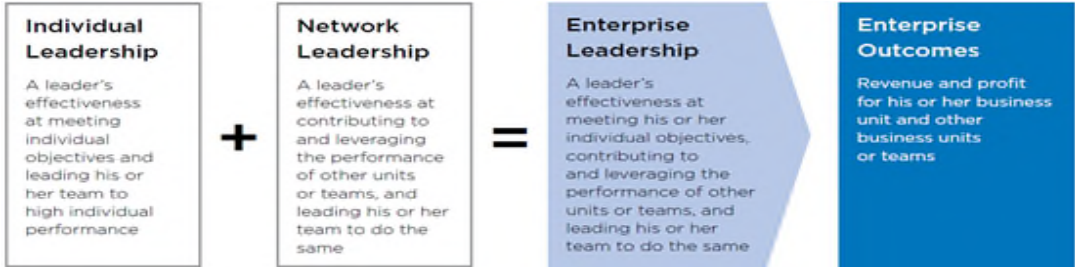 Individual
Leadership
A leader's
effectiveness
at meeting
individual
objectives and
leading his or
her team to
high individual
performance
+
Network
Leadership
A leader's
effectiveness at
contributing to
and leveraging
the performance
of other units
or teams, and
leading his or her
team to do the
same
=
Enterprise
Leadership
A leader's
effectiveness at
meeting his or her
individual objectives,
contributing to
and leveraging the
performance of other
units or teams, and
leading his or her
team to do the same
Enterprise
Outcomes
Revenue and profit
for his or her business
unit and other
business units
or teams